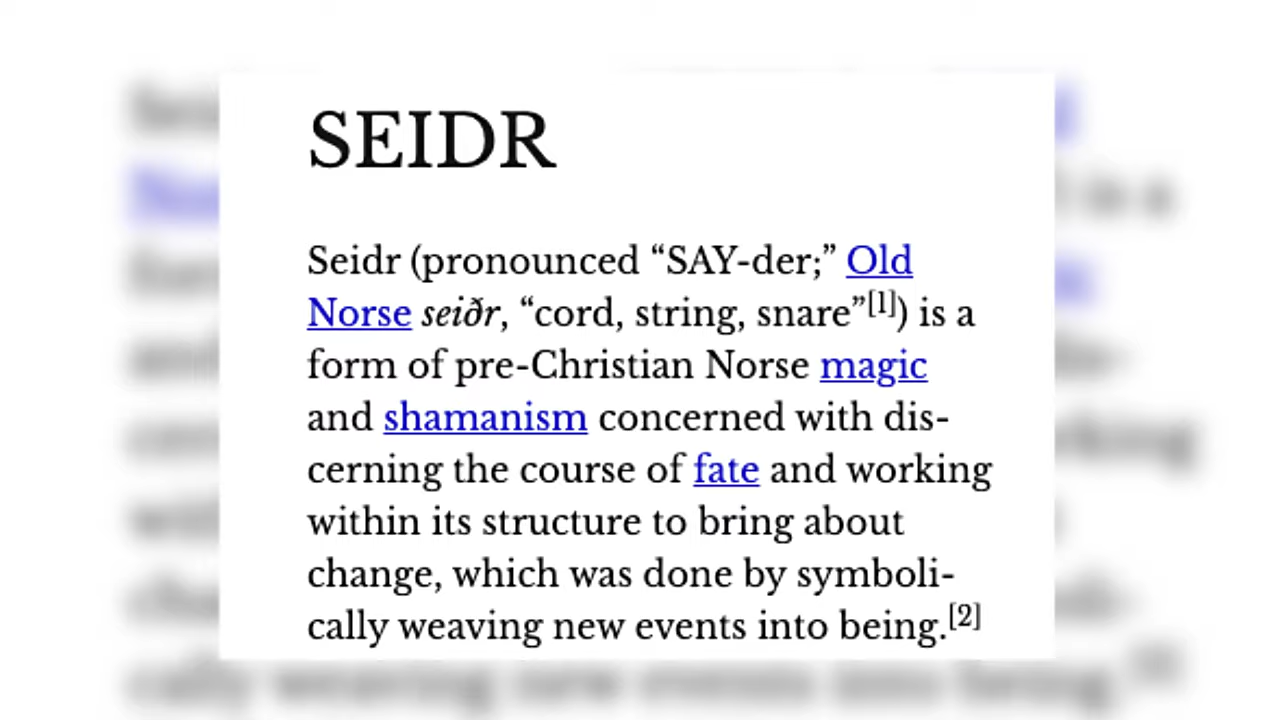 SEIDR
Seidr (pronounced “SAY-der;” Old
Norse seiðr, “cord, string, snare”[1]) is a
form of pre-Christian Norse magic
and shamanism concerned with dis-
cerning the course of fate and working
within its structure to bring about
change, which was done by symboli-
cally weaving new events into being.[2]